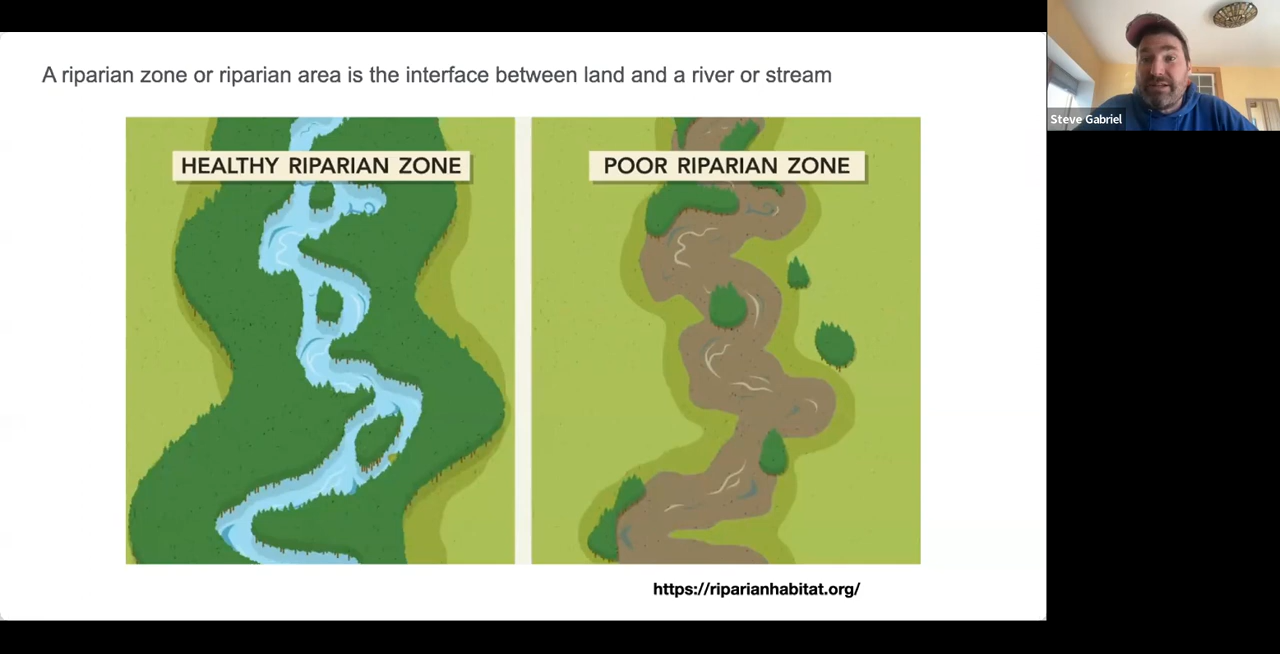 A riparian zone or riparian area is the interface between land and a river or stream
HEALTHY RIPARIAN ZONE
POOR RIPARIAN ZONE
https://riparianhabitat.org/
Steve Gabriel